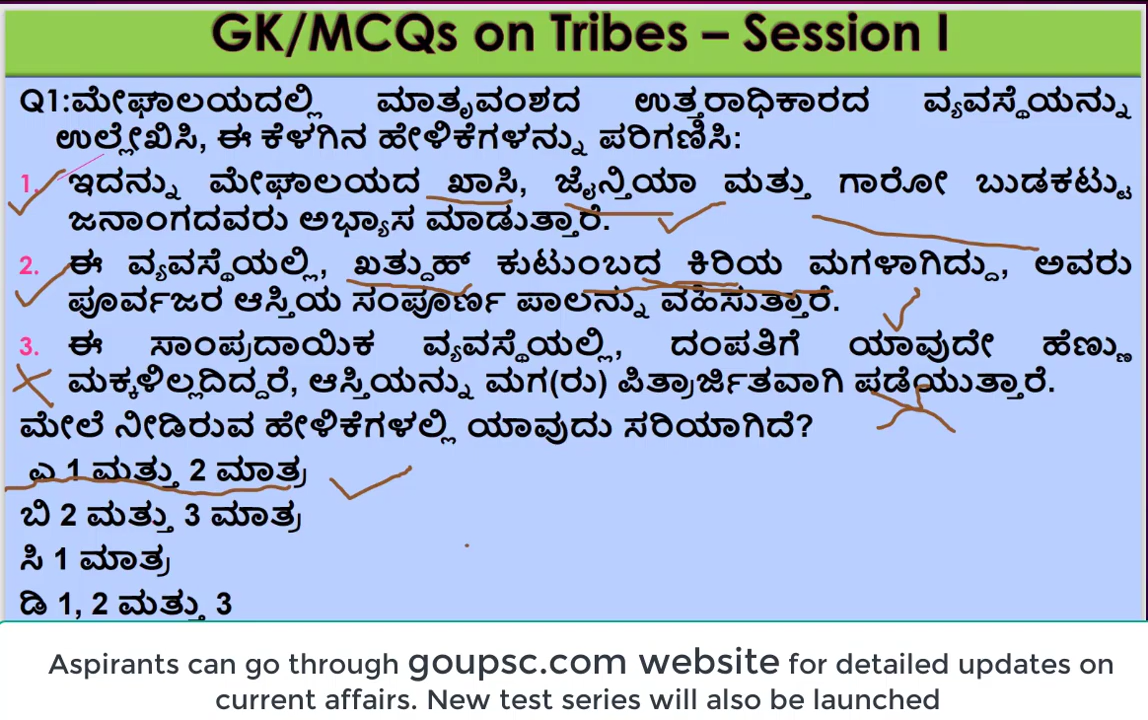 GK/MCQs on Tribes – Session I
Q1:ಮೇಘಾಲಯದಲ್ಲಿ ಮಾತೃವಂಶದ ಉತ್ತರಾಧಿಕಾರದ ವ್ಯವಸ್ಥೆಯನ್ನು
ಉಲ್ಲೇಖಿಸಿ, ಈ ಕೆಳಗಿನ ಹೇಳಿಕೆಗಳನ್ನು ಪರಿಗಣಿಸಿ:
1. ಇದನ್ನು ಮೇಘಾಲಯದ ಖಾಸಿ, ಜೈನ್ತಿಯಾ ಮತ್ತು ಗಾರೋ ಬುಡಕಟ್ಟು
ಜನಾಂಗದವರು ಅಭ್ಯಾಸ ಮಾಡುತ್ತಾರೆ.
2. ಈ ವ್ಯವಸ್ಥೆಯಲ್ಲಿ, ಖತ್ದುಹ್ ಕುಟುಂಬದ ಕಿರಿಯ ಮಗಳಾಗಿದ್ದು, ಅವರು
ಪೂರ್ವಜರ ಆಸ್ತಿಯ ಸಂಪೂರ್ಣ ಪಾಲನ್ನು ವಹಿಸುತ್ತಾರೆ.
3. ಈ ಸಾಂಪ್ರದಾಯಿಕ ವ್ಯವಸ್ಥೆಯಲ್ಲಿ, ದಂಪತಿಗೆ ಯಾವುದೇ ಹೆಣ್ಣು
ಮಕ್ಕಳಿಲ್ಲದಿದ್ದರೆ, ಆಸ್ತಿಯನ್ನು ಮಗ(ರು) ಪಿತ್ರಾರ್ಜಿತವಾಗಿ ಪಡೆಯುತ್ತಾರೆ.
ಮೇಲೆ ನೀಡಿರುವ ಹೇಳಿಕೆಗಳಲ್ಲಿ ಯಾವುದು ಸರಿಯಾಗಿದೆ?
ಎ 1 ಮತ್ತು 2 ಮಾತ್ರ
ಬಿ 2 ಮತ್ತು 3 ಮಾತ್ರ
ಸಿ 1 ಮಾತ್ರ
ಡಿ 1, 2 ಮತ್ತು 3
Aspirants can go through goupsc.com website for detailed updates on
current affairs. New test series will also be launched